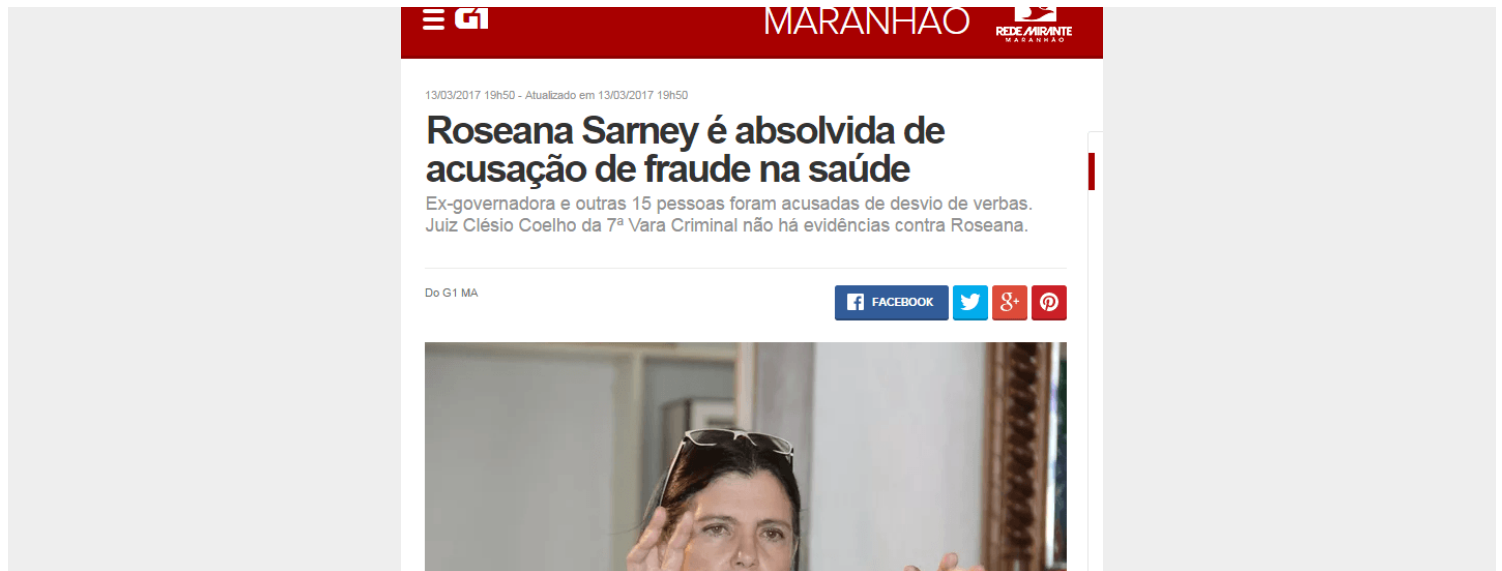 G1
MARANHÃO
REDE MIRANTE
MARANHÃO
13/03/2017 19h50 - Atualizado em 13/03/2017 19h50
Roseana Sarney é absolvida de
acusação de fraude na saúde
Ex-governadora e outras 15 pessoas foram acusadas de desvio de verbas.
Juiz Clésio Coelho da 7ª Vara Criminal não há evidências contra Roseana.
Do G1 MA
FACEBOOK
g+